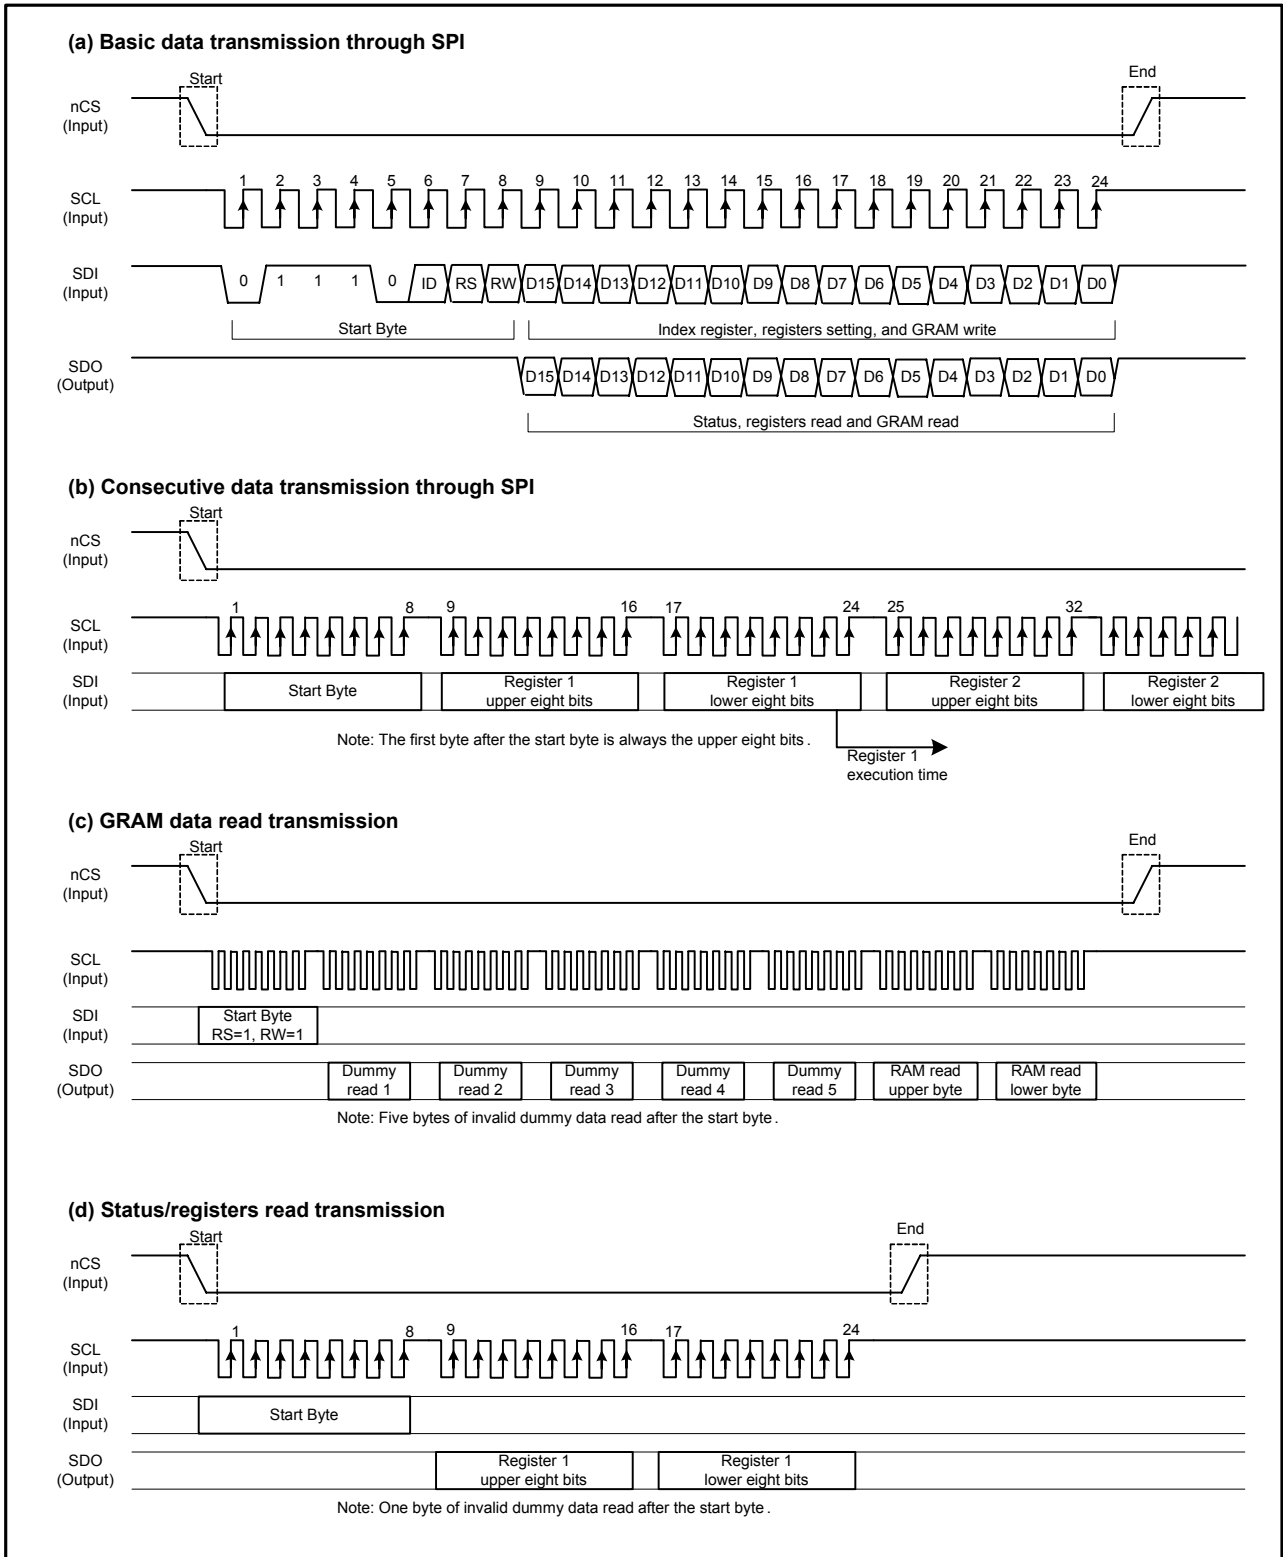 (a) Basic data transmission through SPI
Start
End
nCS
(Input)
1 2 3 4 5 6 7 8 9 10 11 12 13 14 15 16 17 18 19 20 21 22 23 24
SCL
(Input)
SDI
(Input)
0 1 1 1 0 ID RS RW D15 D14 D13 D12 D11 D10 D9 D8 D7 D6 D5 D4 D3 D2 D1 D0
Start Byte
Index register, registers setting, and GRAM write
SDO
(Output)
D15 D14 D13 D12 D11 D10 D9 D8 D7 D6 D5 D4 D3 D2 D1 D0
Status, registers read and GRAM read
(b) Consecutive data transmission through SPI
Start
nCS
(Input)
1 8 9 16 17 24 25 32
SCL
(Input)
SDI
(Input)
Start Byte
Register 1
upper eight bits
Register 1
lower eight bits
Register 2
upper eight bits
Register 2
lower eight bits
Note: The first byte after the start byte is always the upper eight bits .
Register 1
execution time
(c) GRAM data read transmission
Start
End
nCS
(Input)
SCL
(Input)
SDI
(Input)
Start Byte
RS=1, RW=1
SDO
(Output)
Dummy
read 1
Dummy
read 2
Dummy
read 3
Dummy
read 4
Dummy
read 5
RAM read
upper byte
RAM read
lower byte
Note: Five bytes of invalid dummy data read after the start byte .
(d) Status/registers read transmission
Start
End
nCS
(Input)
1 8 9 16 17 24
SCL
(Input)
SDI
(Input)
Start Byte
SDO
(Output)
Register 1
upper eight bits
Register 1
lower eight bits
Note: One byte of invalid dummy data read after the start byte .